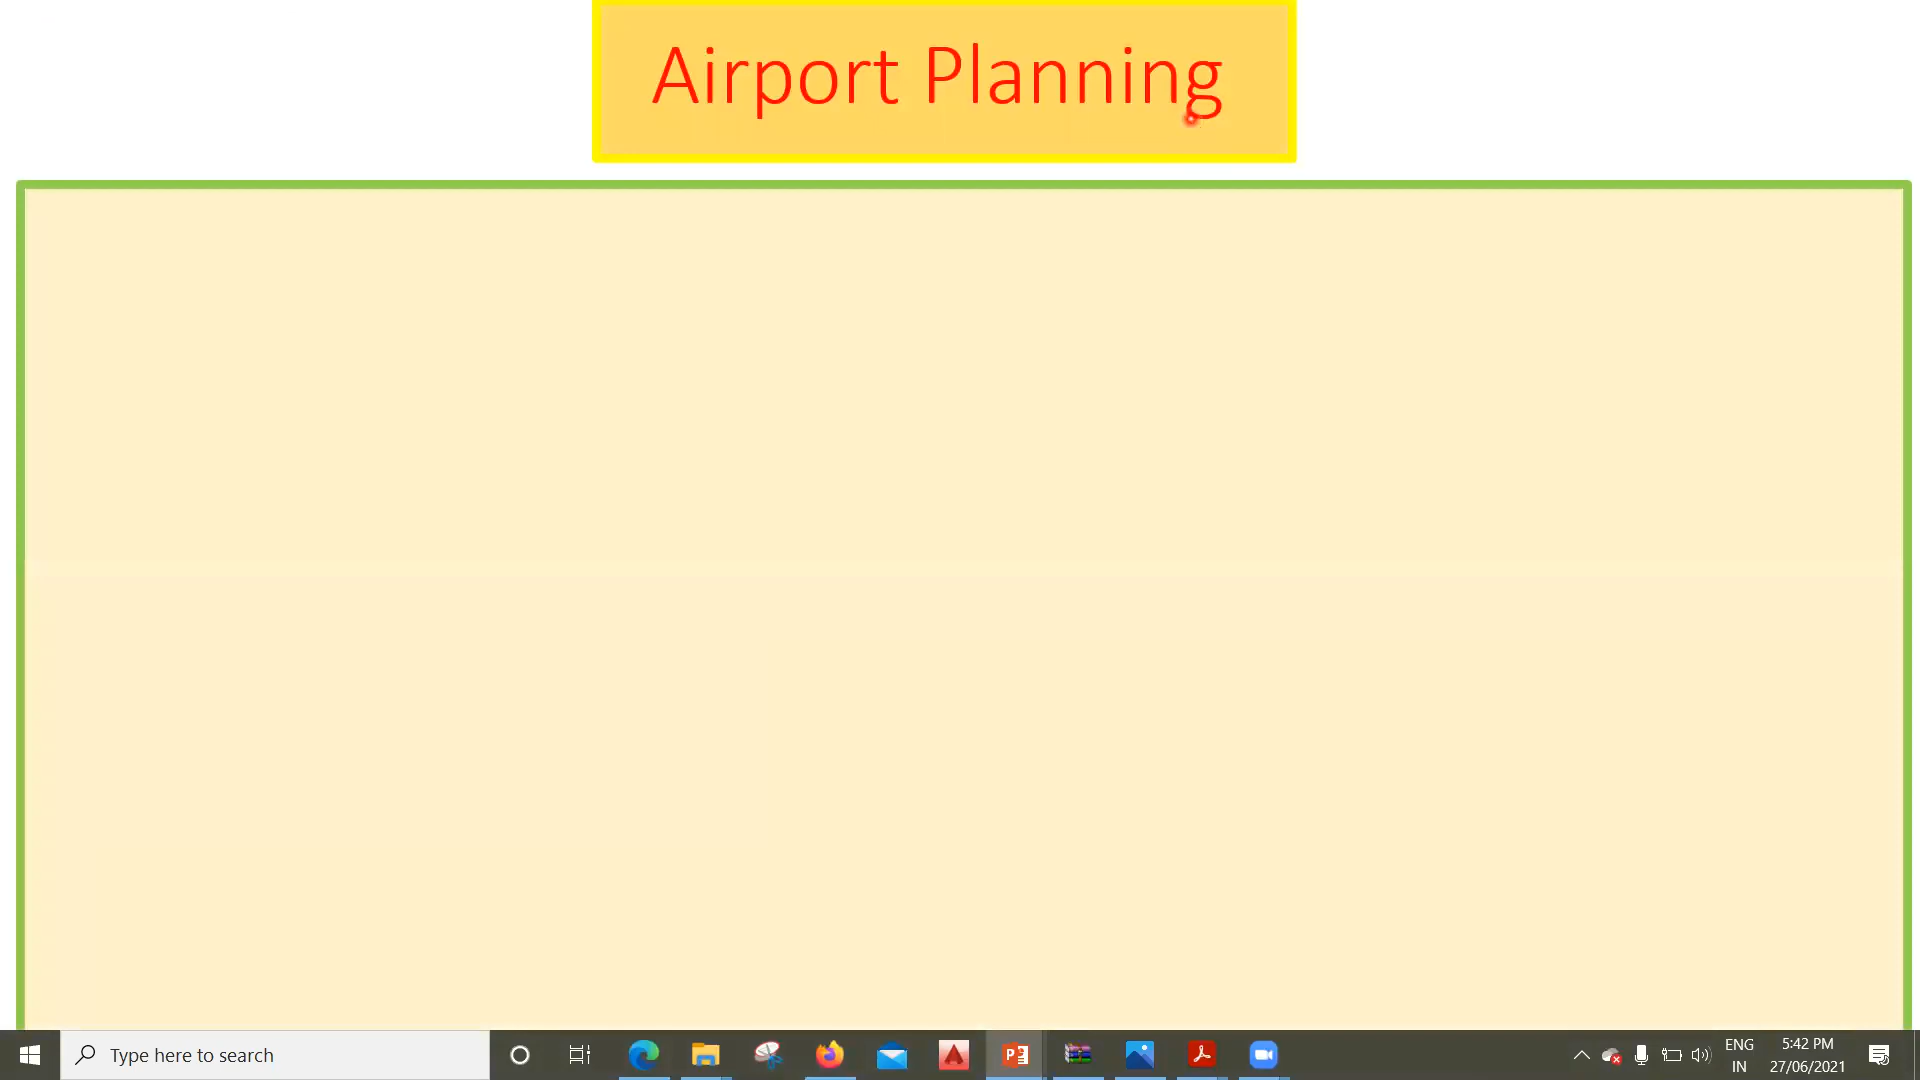 Airport Planning
Type here to search
ENG
IN
5:42 PM
27/06/2021